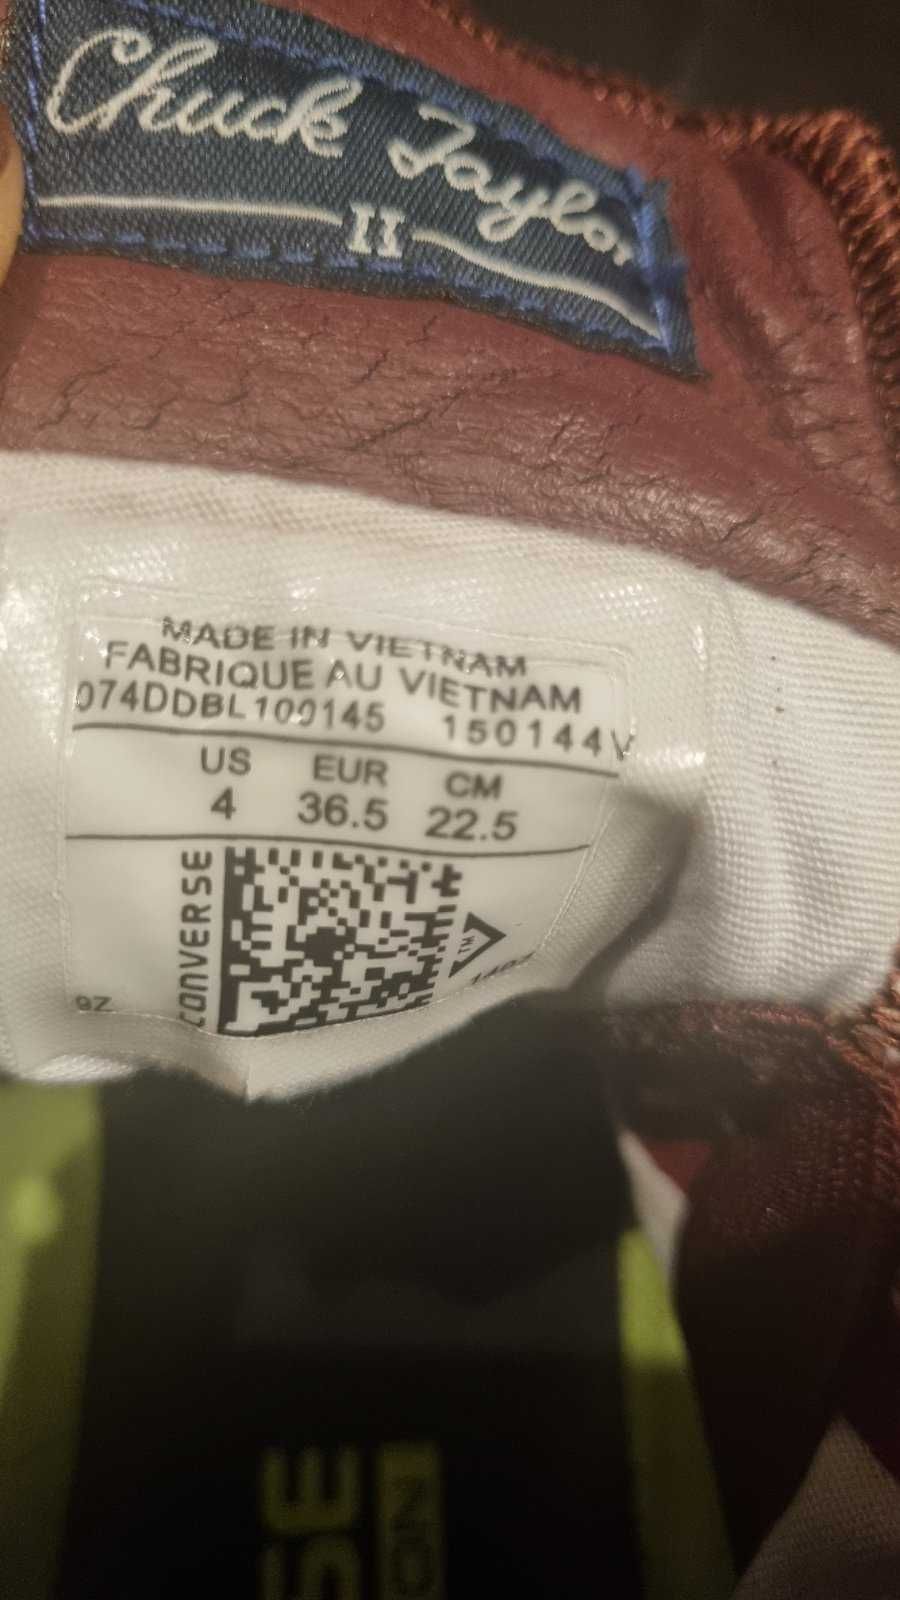 Chuck Taylor
II
MADE IN VIETNAM
FABRIQUE AU VIETNAM
074DDBL100145 150144V
US EUR CM
4 36.5 22.5
CONVERSE
TM
9Z